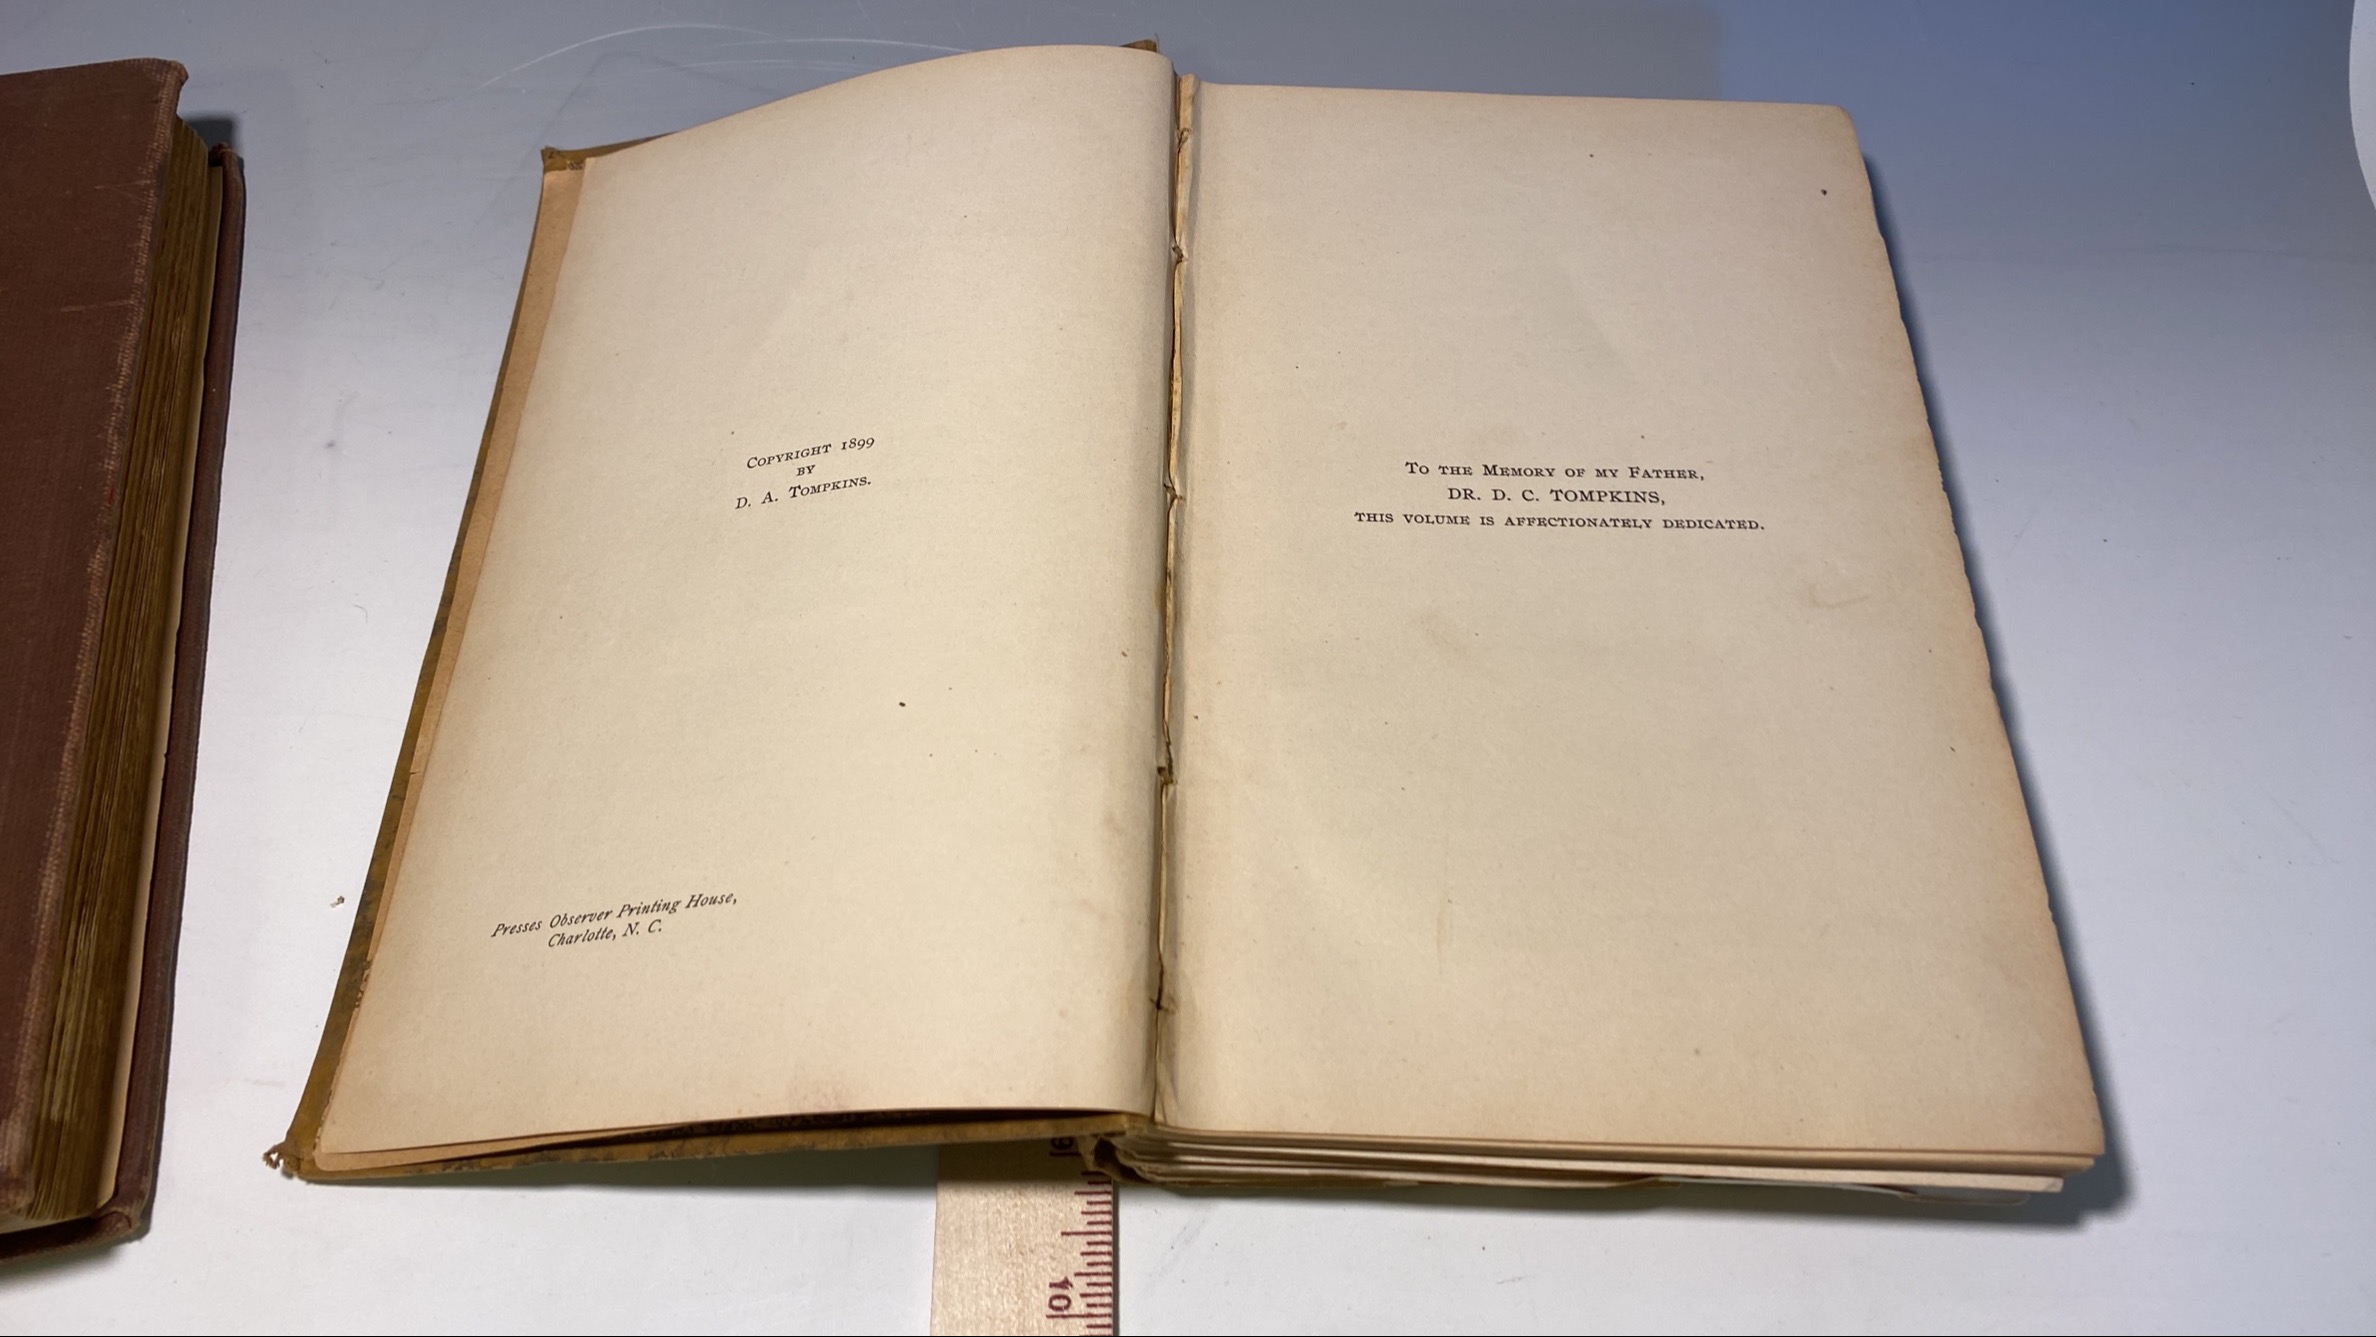 COPYRIGHT 1899
BY
D. A. TOMPKINS.
Presses Observer Printing House,
Charlotte, N. C.
TO THE MEMORY OF MY FATHER,
DR. D. C. TOMPKINS,
THIS VOLUME IS AFFECTIONATELY DEDICATED.
9
10